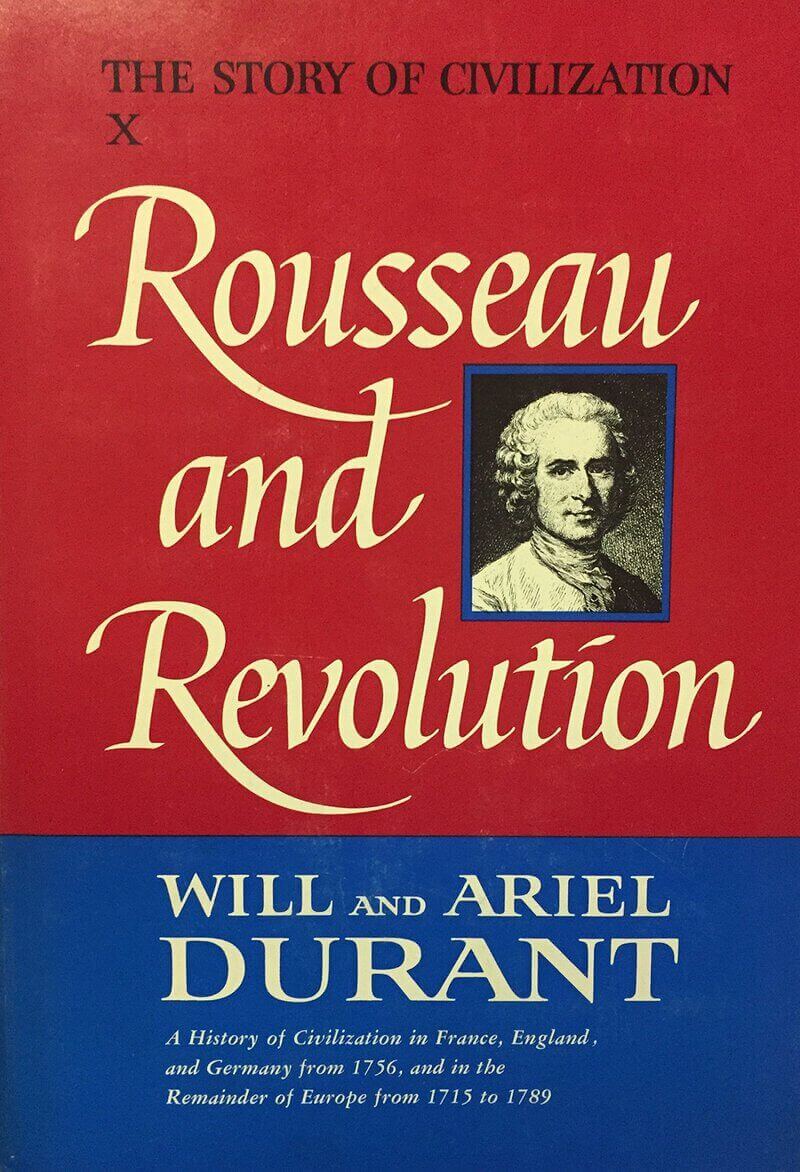 THE STORY OF CIVILIZATION
X
Rousseau
and
Revolution
WILL AND ARIEL
DURANT
A History of Civilization in France, England,
and Germany from 1756, and in the
Remainder of Europe from 1715 to 1789